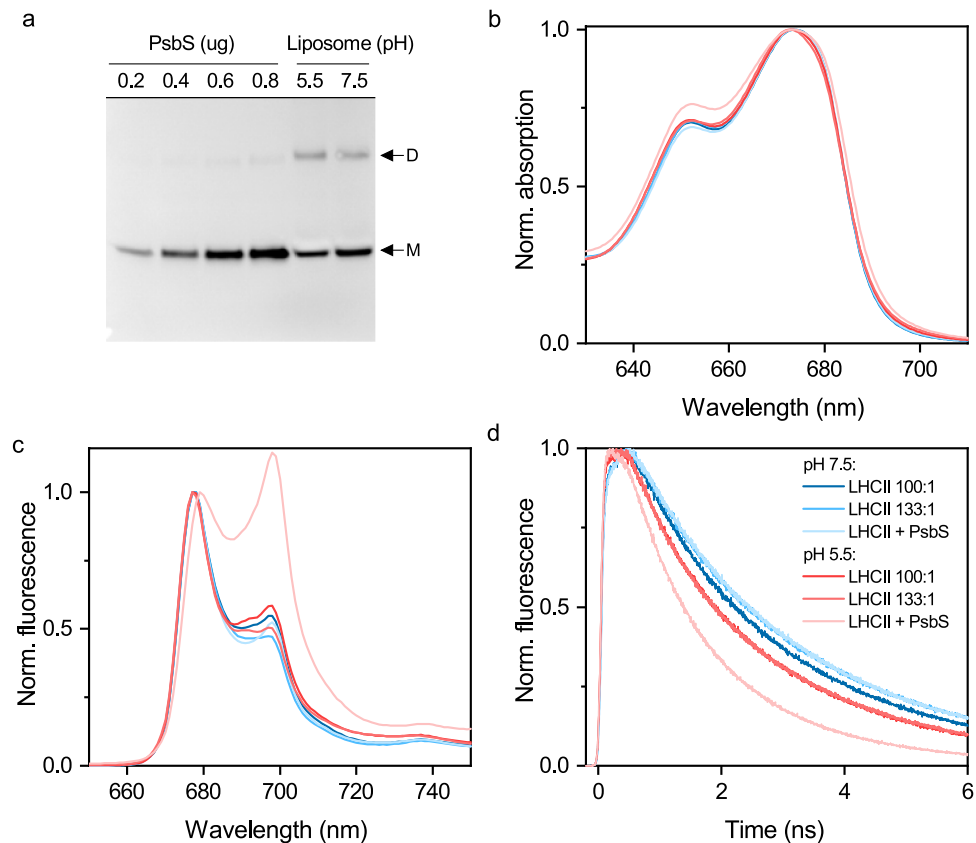 a
PsbS (ug) Liposome (pH)
0.2 0.4 0.6 0.8 5.5 7.5
D
M
b
1.0
0.5
0.0
Norm. absorption
640 660 680 700
Wavelength (nm)
c
1.0
0.5
0.0
Norm. fluorescence
660 680 700 720 740
Wavelength (nm)
d
1.0
0.5
0.0
Norm. fluorescence
pH 7.5:
LHCII 100:1
LHCII 133:1
LHCII + PsbS
pH 5.5:
LHCII 100:1
LHCII 133:1
LHCII + PsbS
0 2 4 6
Time (ns)